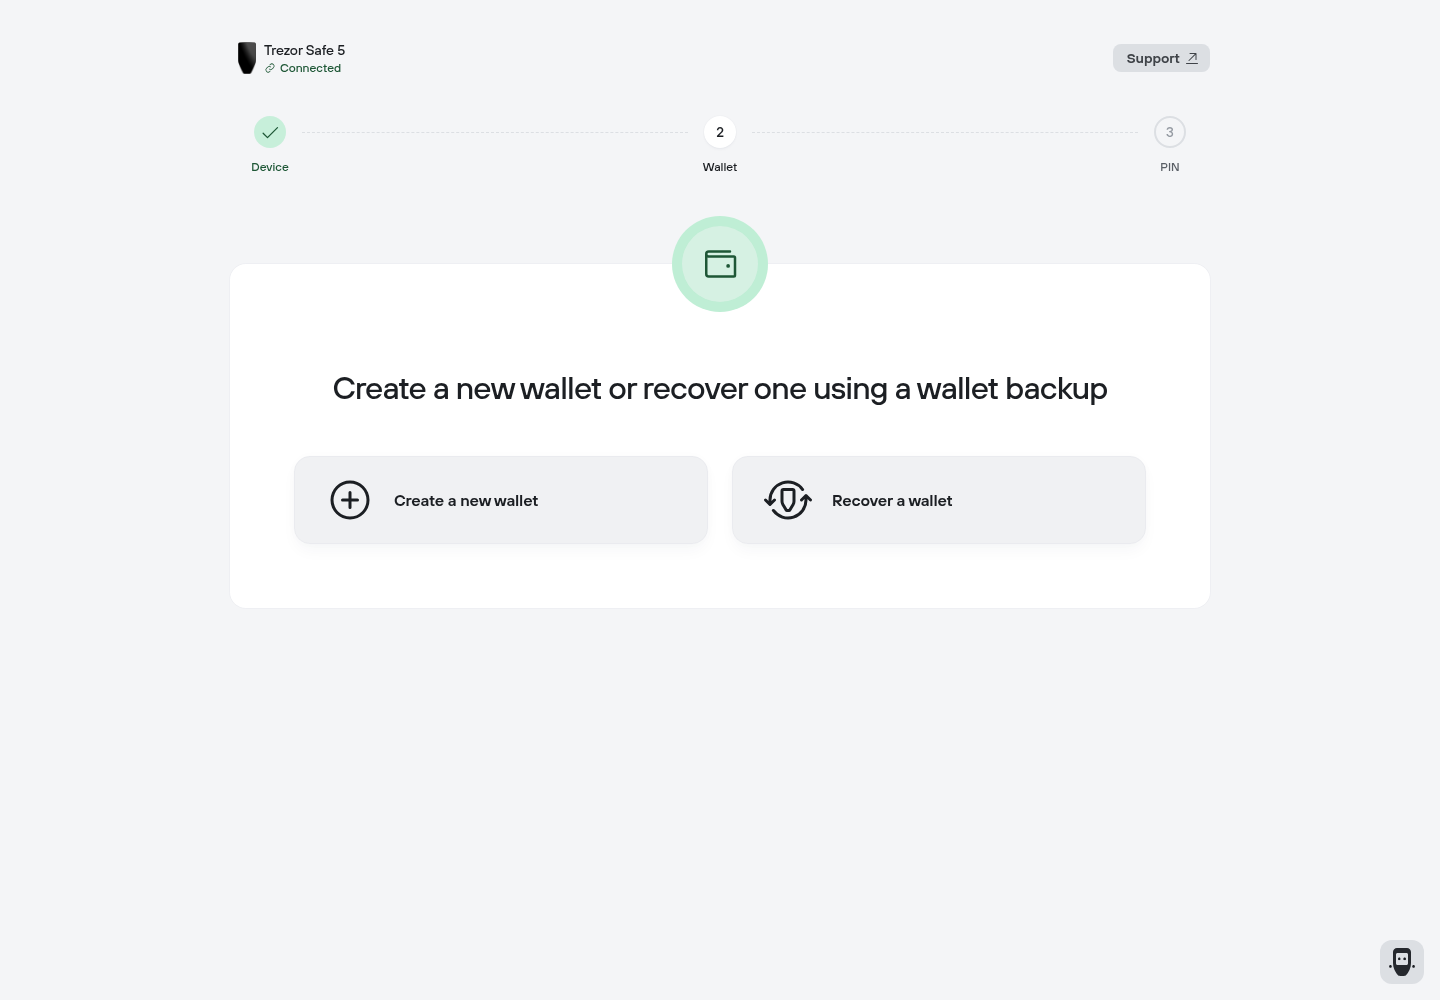 Trezor Safe 5
Connected
Support
2
3
Device
Wallet
PIN
Create a new wallet or recover one using a wallet backup
Create a new wallet
Recover a wallet